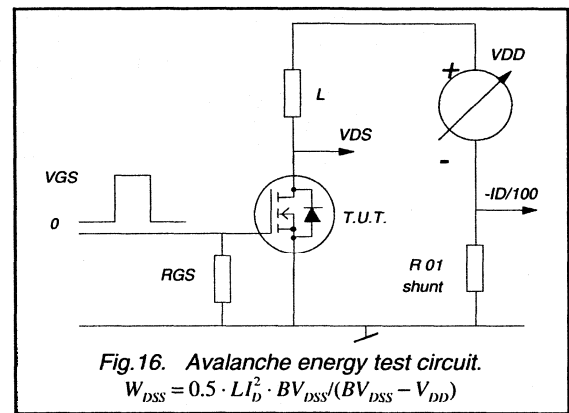 +
VDD
L
VDS
-
VGS
-ID/100
0
T.U.T.
RGS
R 01
shunt
Fig.16. Avalanche energy test circuit.
W_DSS = 0.5 · LI_D^2 · BV_DSS/(BV_DSS − V_DD)